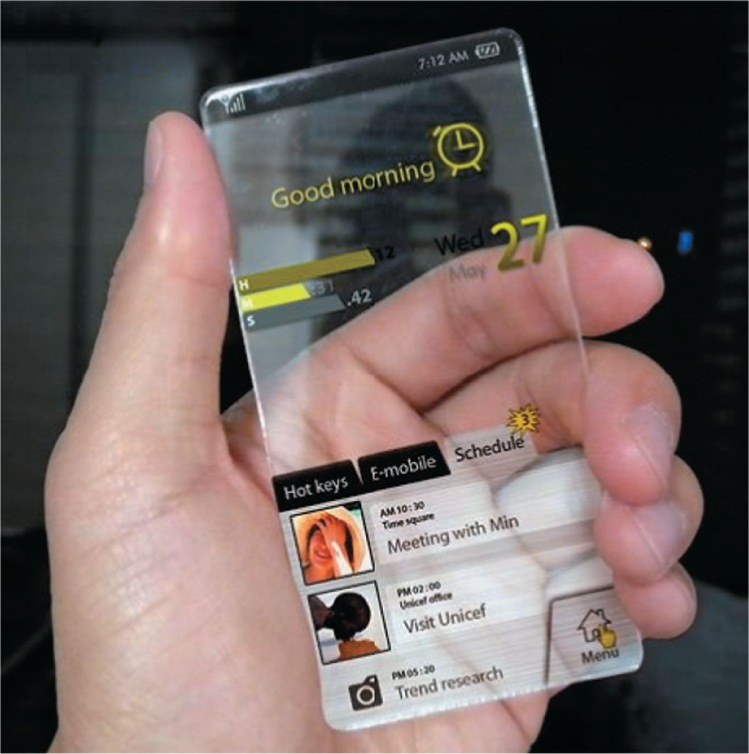 7:12 AM
Good morning
Wed 27
May
H 12
M :31
S .42
3
Hot keys E-mobile Schedule
AM 10:30
Time square
Meeting with Min
PM 02:00
Unicef office
Visit Unicef
PM 05:20
Trend research
Menu